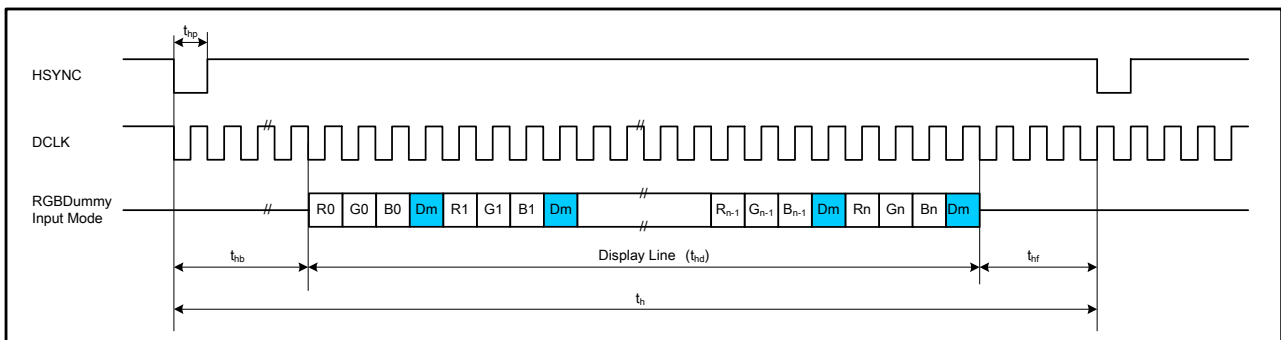 thp
HSYNC
//
//
DCLK
RGBDummy
Input Mode
//
R0 G0 B0 Dm R1 G1 B1 Dm
//
//
Rn-1 Gn-1 Bn-1 Dm Rn Gn Bn Dm
thb
Display Line (thd)
thf
th